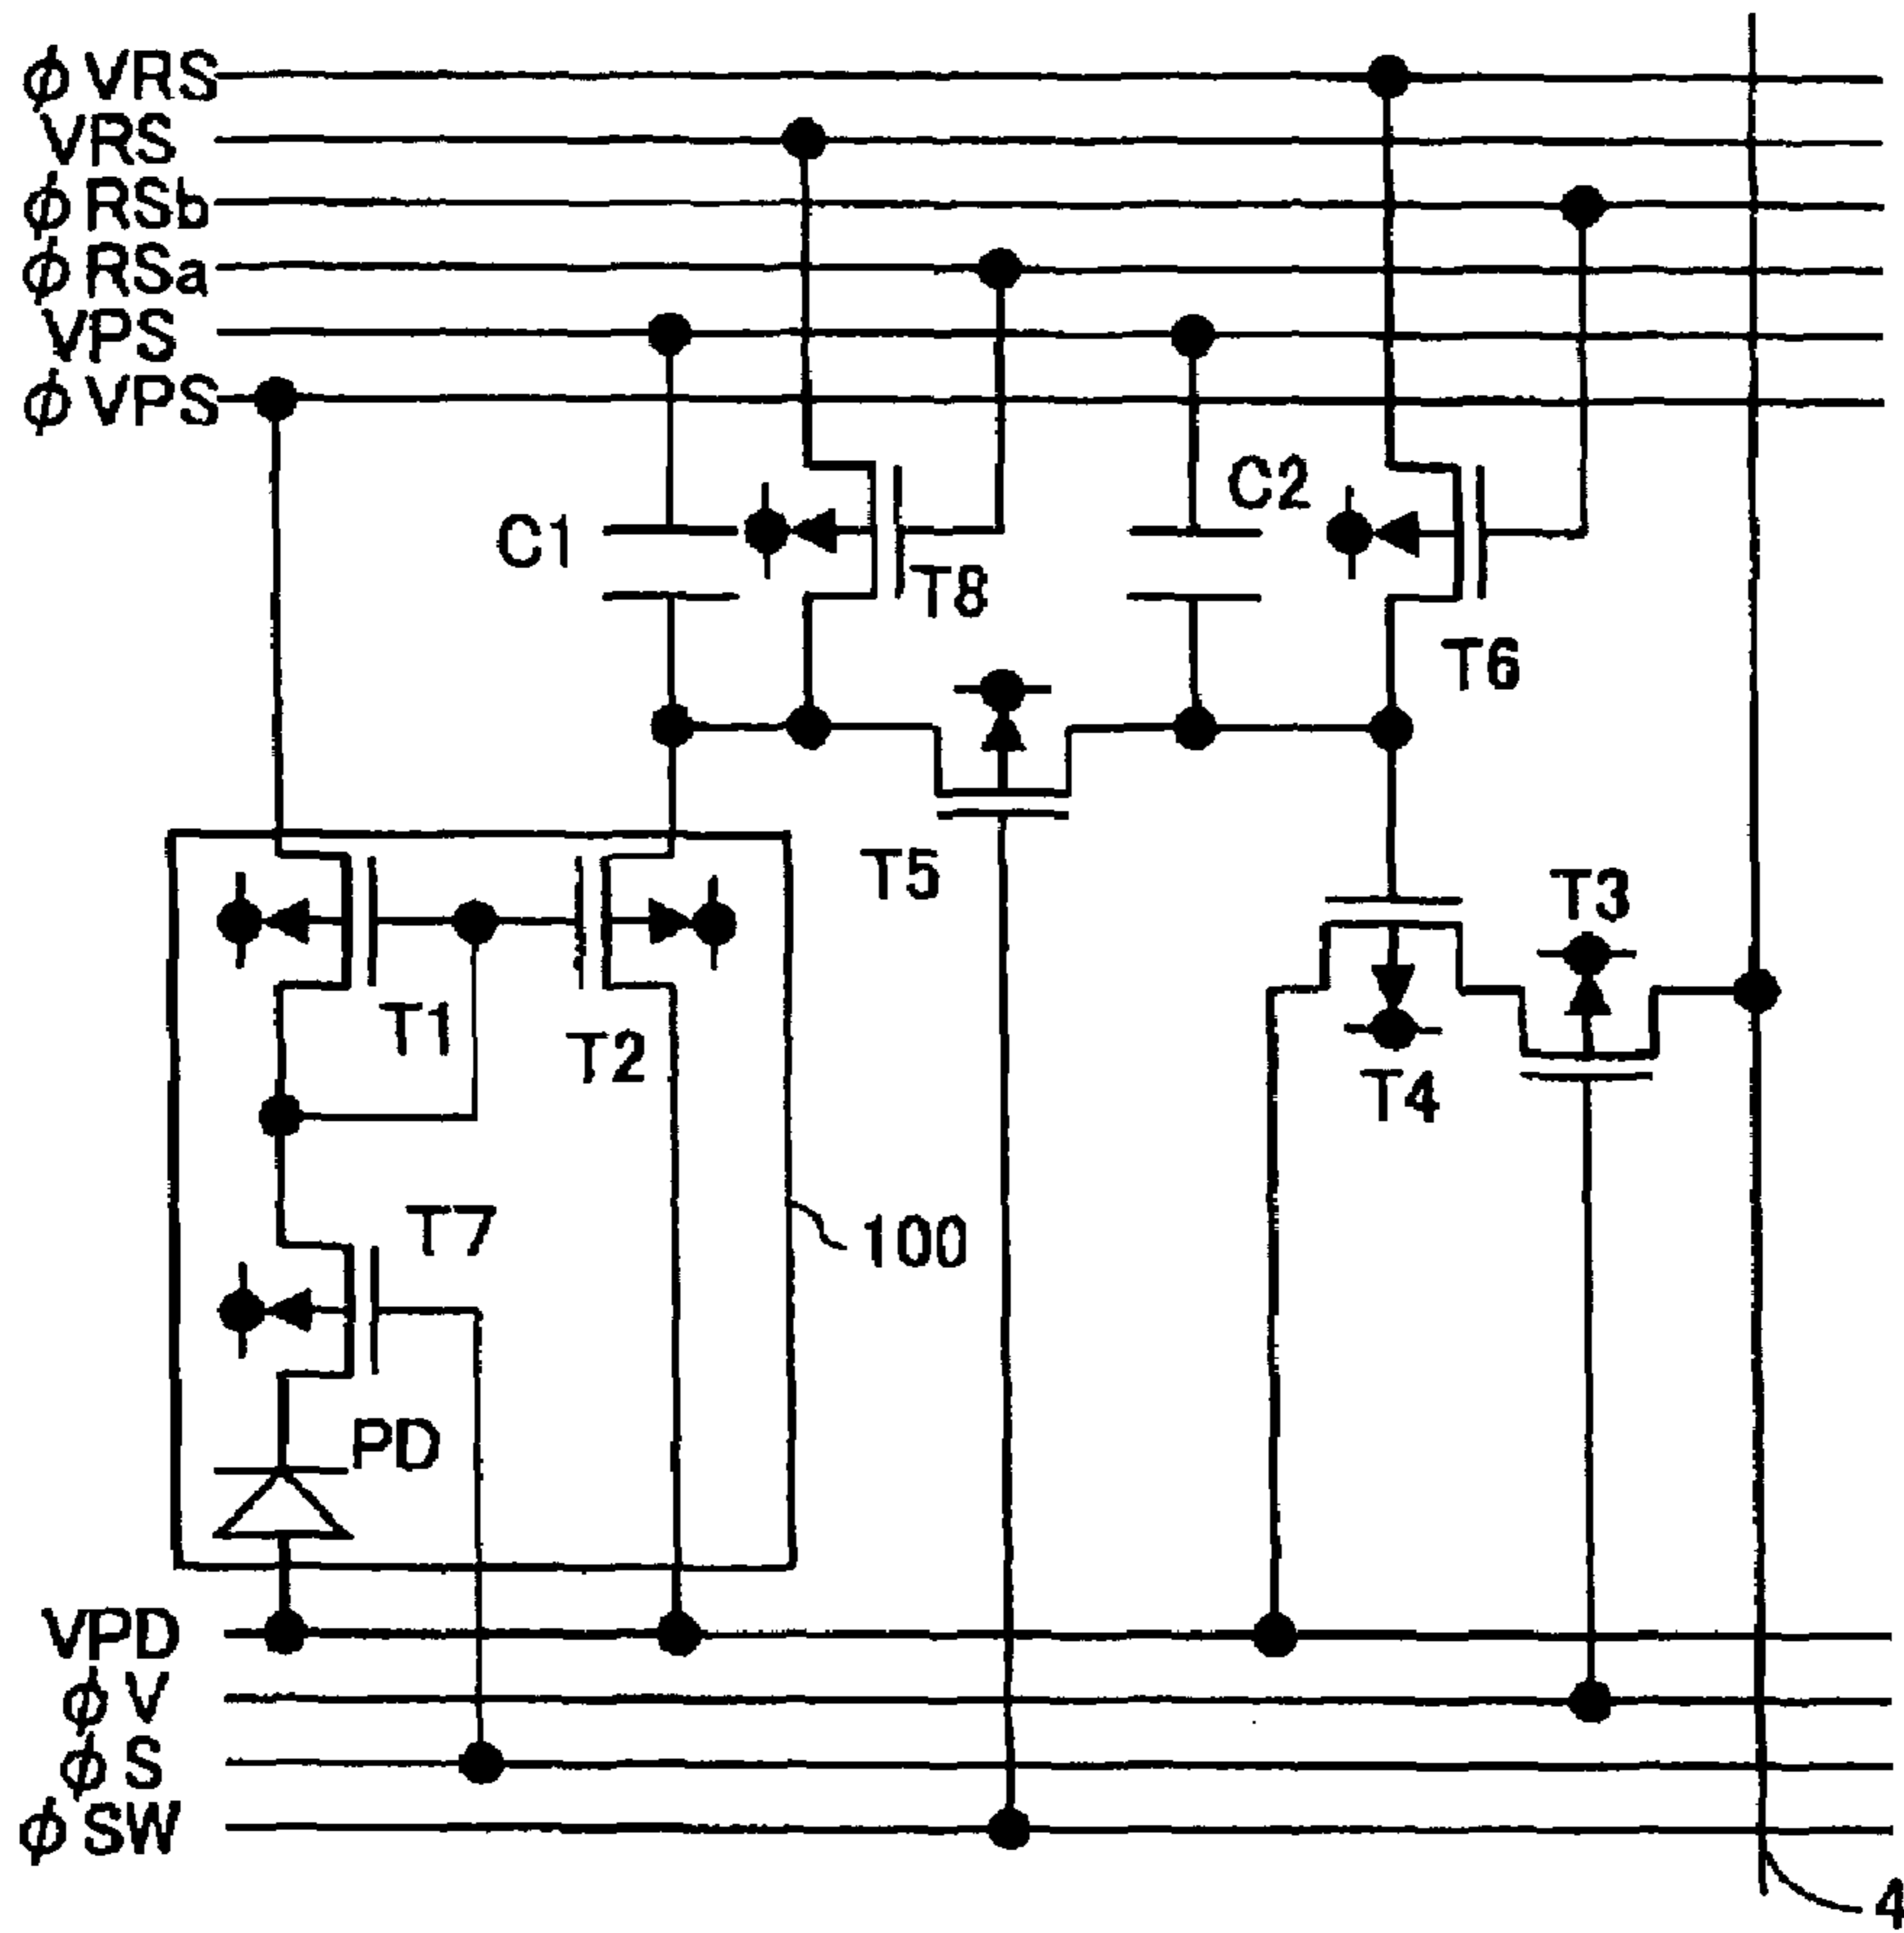 ϕVRS
VRS
ϕRSb
ϕRSa
VPS
ϕVPS
C2
C1
T8
T6
T5
T3
T1
T2
T4
T7
100
PD
VPD
ϕV
ϕS
ϕSW
4